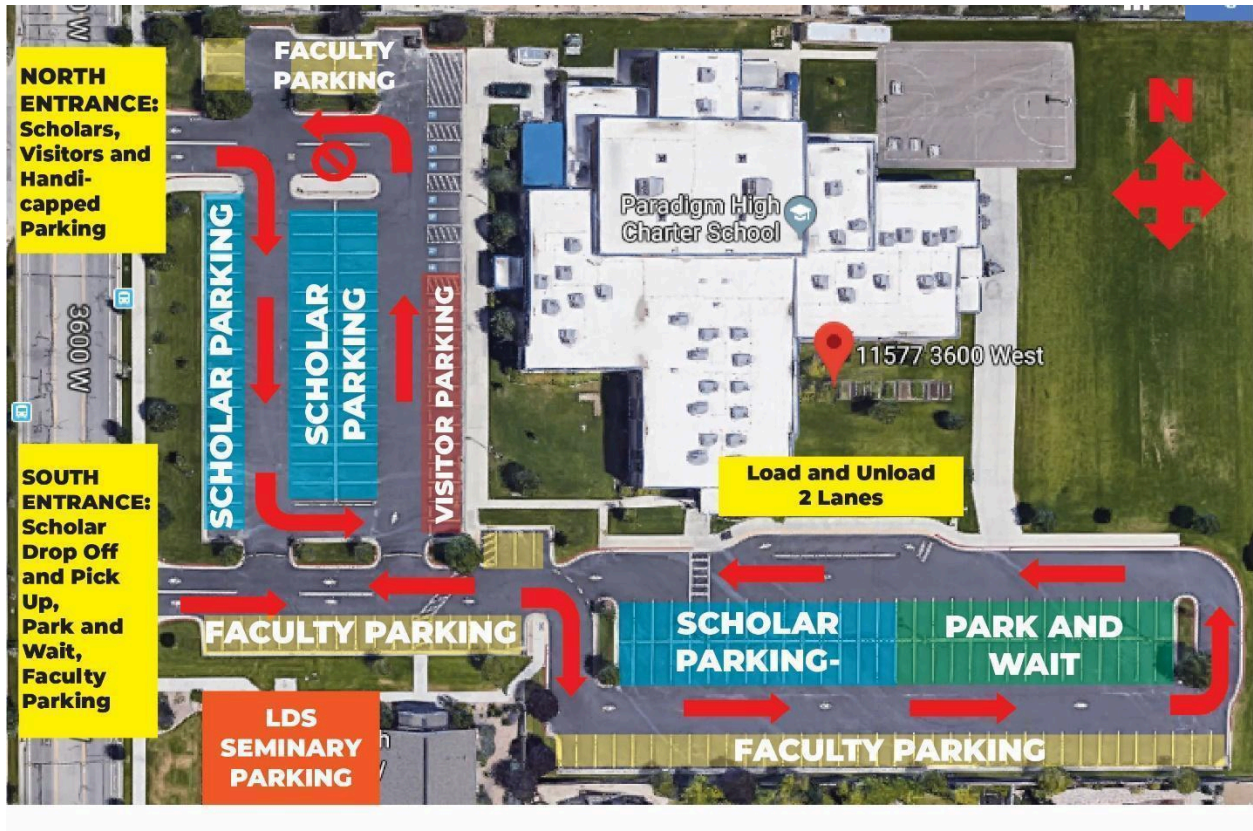 NORTH
ENTRANCE:
Scholars,
Visitors and
Handi-
capped
Parking
FACULTY
PARKING
N
Paradigm High
Charter School
SCHOLAR PARKING
SCHOLAR
PARKING
VISITOR PARKING
3600 W
11577 3600 West
SOUTH
ENTRANCE:
Scholar
Drop Off
and Pick
Up,
Park and
Wait,
Faculty
Parking
Load and Unload
2 Lanes
FACULTY PARKING
SCHOLAR
PARKING-
PARK AND
WAIT
LDS
SEMINARY
PARKING
FACULTY PARKING